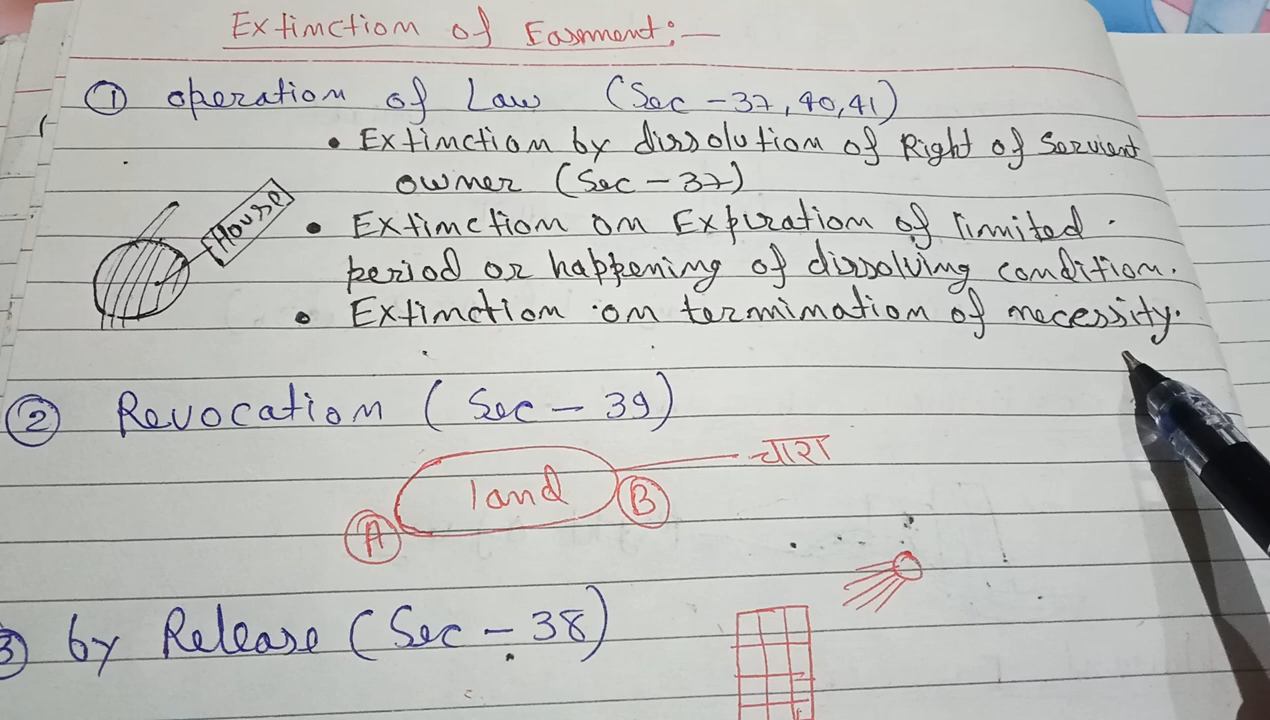 Extinction of Easment:-
① Operation of Law (Sec - 37, 40, 41)
• Extinction by dissolution of Right of Servient
owner (Sec - 37)
• Extinction on Expiration of limited
period or happening of dissolving condition.
House
• Extinction on termination of necessity.
② Revocation (Sec - 39)
चारा
land
A B
③ by Release (Sec - 38)